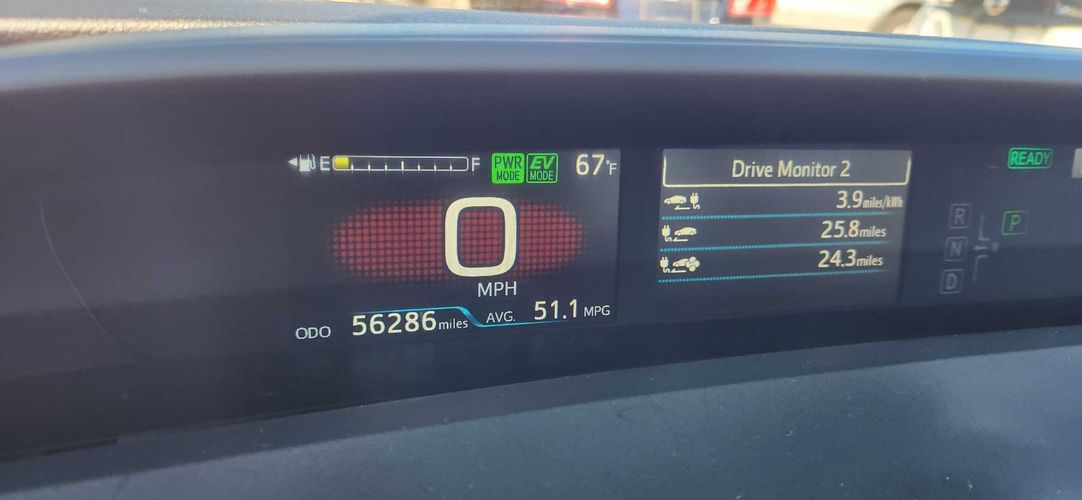 E F PWR MODE EV MODE 67°F
0
MPH
ODO 56286 miles AVG. 51.1 MPG
Drive Monitor 2
3.9 miles/kWh
25.8 miles
24.3 miles
READY
R P
N
D